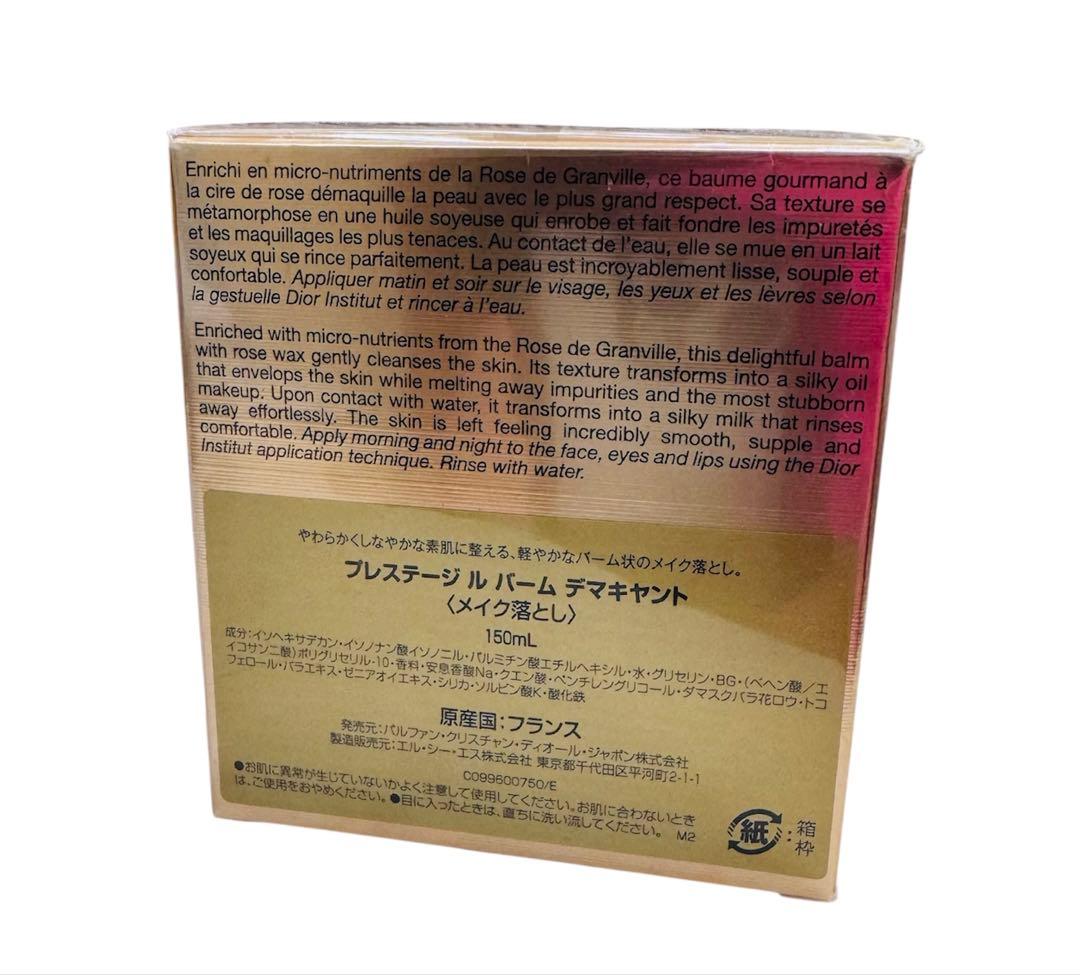 Enrichi en micro-nutriments de la Rose de Granville, ce baume gourmand à
la cire de rose démaquille la peau avec le plus grand respect. Sa texture se
métamorphose en une huile soyeuse qui enrobe et fait fondre les impuretés
et les maquillages les plus tenaces. Au contact de l'eau, elle se mue en un lait
soyeux qui se rince parfaitement. La peau est incroyablement lisse, souple et
confortable. Appliquer matin et soir sur le visage, les yeux et les lèvres selon
la gestuelle Dior Institut et rincer à l'eau.
Enriched with micro-nutrients from the Rose de Granville, this delightful balm
with rose wax gently cleanses the skin. Its texture transforms into a silky oil
that envelops the skin while melting away impurities and the most stubborn
makeup. Upon contact with water, it transforms into a silky milk that rinses
away effortlessly. The skin is left feeling incredibly smooth, supple and
comfortable. Apply morning and night to the face, eyes and lips using the Dior
Institut application technique. Rinse with water.
やわらかくしなやかな素肌に整える、軽やかなバーム状のメイク落とし。
プレステージ ル バーム デマキヤント
〈メイク落とし〉
150mL
成分:イソヘキサデカン・イソノナン酸イソノニル・パルミチン酸エチルヘキシル・水・グリセリン・BG・(ベヘン酸/エ
イコサン二酸)ポリグリセリル-10・香料・安息香酸Na・クエン酸・ペンチレングリコール・ダマスクバラ花ロウ・トコ
フェロール・バラエキス・ゼニアオイエキス・シリカ・ソルビン酸K・酸化鉄
原産国:フランス
発売元:パルファン・クリスチャン・ディオール・ジャポン株式会社
製造販売元:エル・シー・エス株式会社 東京都千代田区平河町2-1-1
C099600750/E
●お肌に異常が生じていないかよく注意して使用してください。お肌に合わないとき
は、ご使用をおやめください。●目に入ったときは、直ちに洗い流してください。 M2
紙:箱
枠